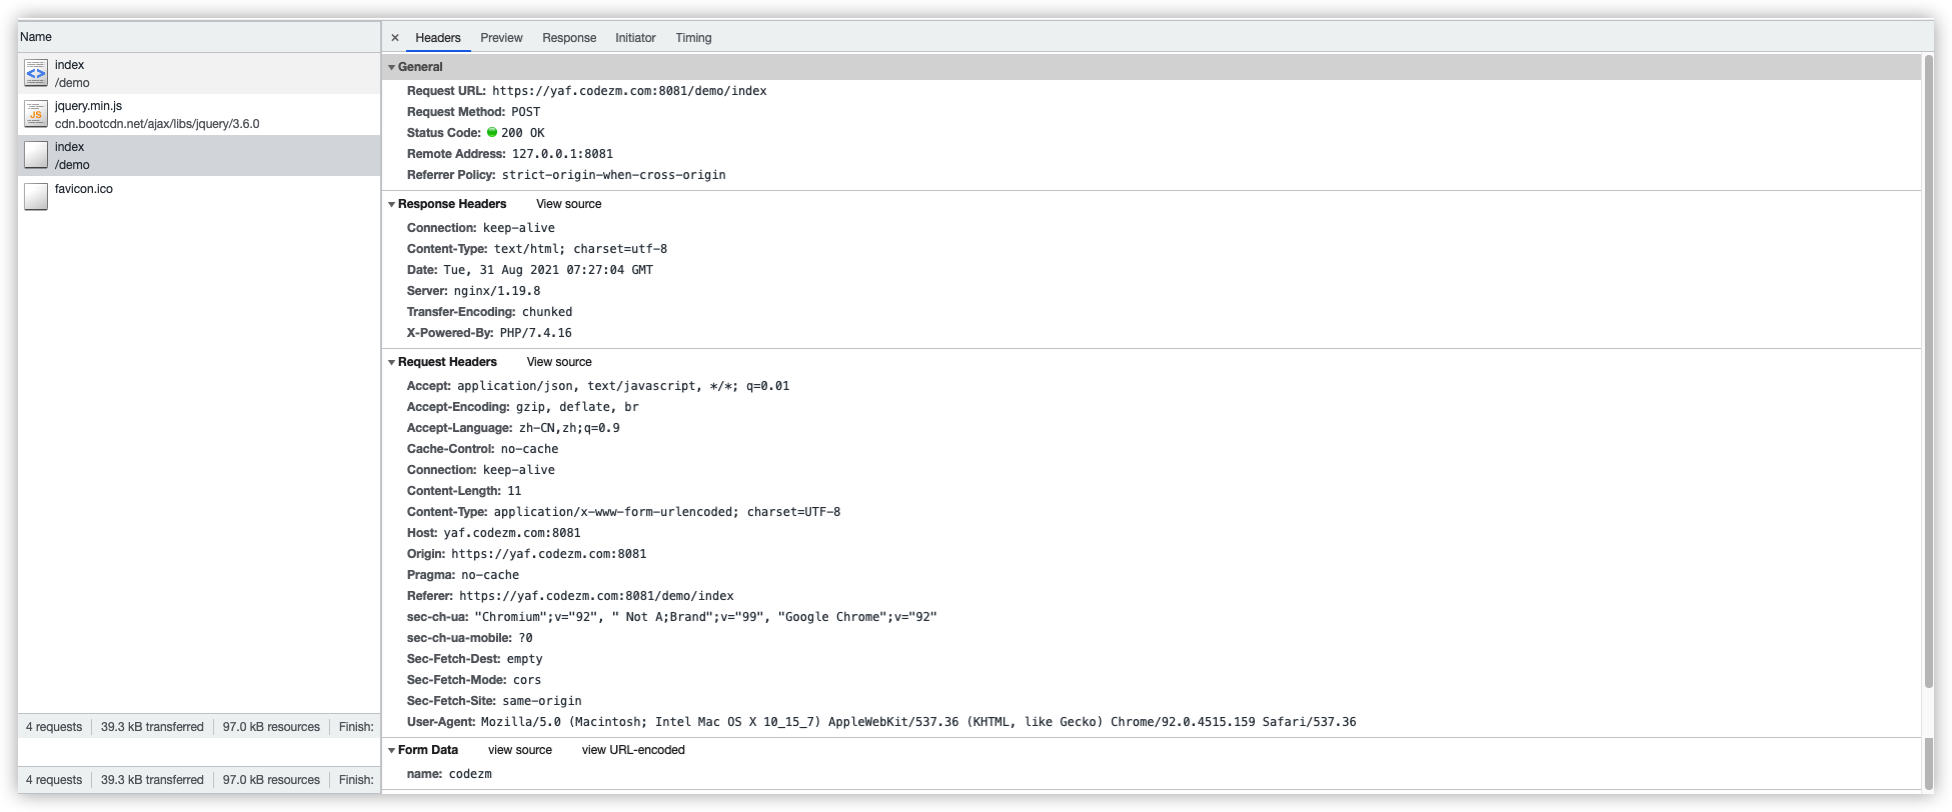 Name
index
/demo
jquery.min.js
cdn.bootcdn.net/ajax/libs/jquery/3.6.0
index
/demo
favicon.ico
4 requests 39.3 kB transferred 97.0 kB resources Finish:
4 requests 39.3 kB transferred 97.0 kB resources Finish:
× Headers Preview Response Initiator Timing
General
Request URL: https://yaf.codezm.com:8081/demo/index
Request Method: POST
Status Code: 200 OK
Remote Address: 127.0.0.1:8081
Referrer Policy: strict-origin-when-cross-origin
Response Headers View source
Connection: keep-alive
Content-Type: text/html; charset=utf-8
Date: Tue, 31 Aug 2021 07:27:04 GMT
Server: nginx/1.19.8
Transfer-Encoding: chunked
X-Powered-By: PHP/7.4.16
Request Headers View source
Accept: application/json, text/javascript, */*; q=0.01
Accept-Encoding: gzip, deflate, br
Accept-Language: zh-CN,zh;q=0.9
Cache-Control: no-cache
Connection: keep-alive
Content-Length: 11
Content-Type: application/x-www-form-urlencoded; charset=UTF-8
Host: yaf.codezm.com:8081
Origin: https://yaf.codezm.com:8081
Pragma: no-cache
Referer: https://yaf.codezm.com:8081/demo/index
sec-ch-ua: "Chromium";v="92", " Not A;Brand";v="99", "Google Chrome";v="92"
sec-ch-ua-mobile: ?0
Sec-Fetch-Dest: empty
Sec-Fetch-Mode: cors
Sec-Fetch-Site: same-origin
User-Agent: Mozilla/5.0 (Macintosh; Intel Mac OS X 10_15_7) AppleWebKit/537.36 (KHTML, like Gecko) Chrome/92.0.4515.159 Safari/537.36
Form Data view source view URL-encoded
name: codezm